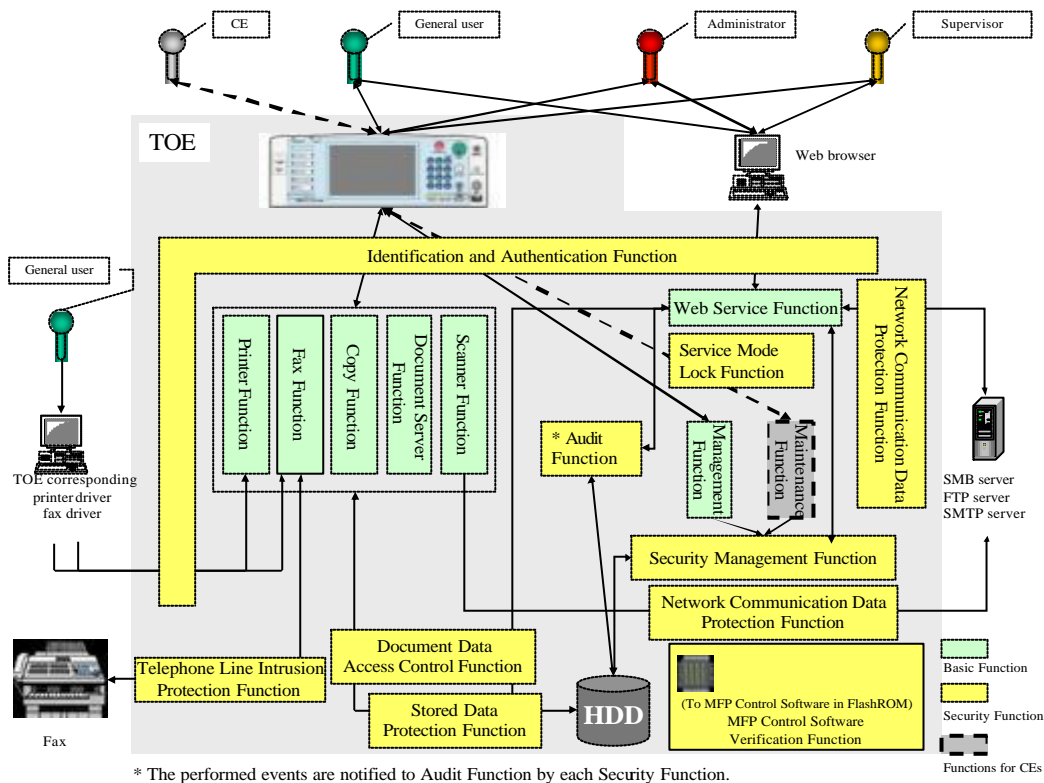 CE
General user
Administrator
Supervisor
TOE
Web browser
Identification and Authentication Function
General user
Web Service Function
Network Communication Data
Protection Function
Printer Function
Fax Function
Copy Function
Document Server
Function
Scanner Function
Service Mode
Lock Function
* Audit
Function
Management
Function
Maintenance
Function
TOE corresponding
printer driver
fax driver
SMB server
FTP server
SMTP server
Security Management Function
Network Communication Data
Protection Function
Document Data
Access Control Function
Telephone Line Intrusion
Protection Function
Stored Data
Protection Function
HDD
(To MFP Control Software in FlashROM)
MFP Control Software
Verification Function
Fax
Basic Function
Security Function
Functions for CEs
* The performed events are notified to Audit Function by each Security Function.